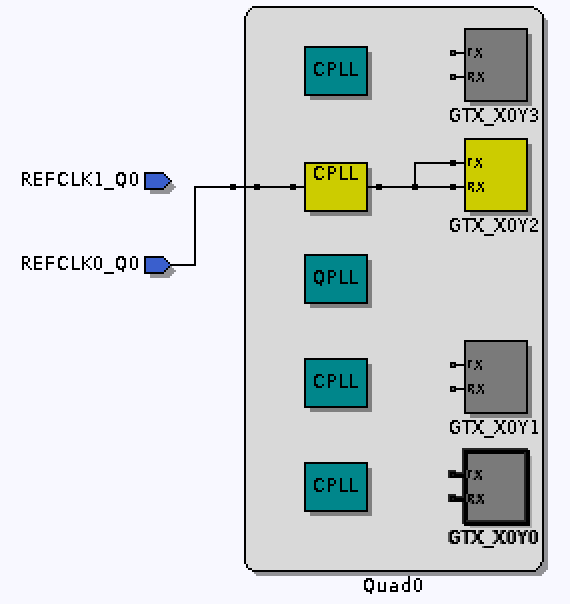 CPLL
TX
RX
GTX_X0Y3
REFCLK1_Q0
CPLL
TX
RX
GTX_X0Y2
REFCLK0_Q0
QPLL
CPLL
TX
RX
GTX_X0Y1
CPLL
TX
RX
GTX_X0Y0
Quad0